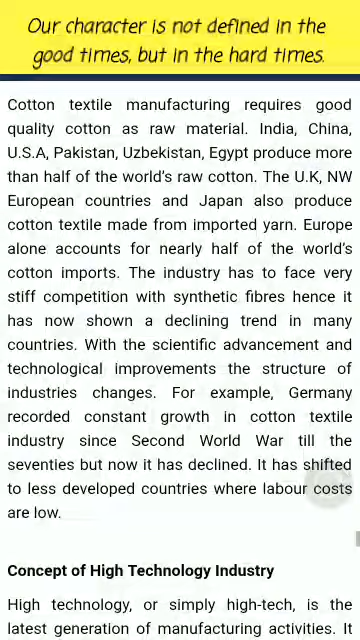 Our character is not defined in the
good times, but in the hard times.
Cotton textile manufacturing requires good
quality cotton as raw material. India, China,
U.S.A, Pakistan, Uzbekistan, Egypt produce more
than half of the world's raw cotton. The U.K, NW
European countries and Japan also produce
cotton textile made from imported yarn. Europe
alone accounts for nearly half of the world's
cotton imports. The industry has to face very
stiff competition with synthetic fibres hence it
has now shown a declining trend in many
countries. With the scientific advancement and
technological improvements the structure of
industries changes. For example, Germany
recorded constant growth in cotton textile
industry since Second World War till the
seventies but now it has declined. It has shifted
to less developed countries where labour costs
are low.
Concept of High Technology Industry
High technology, or simply high-tech, is the
latest generation of manufacturing activities. It